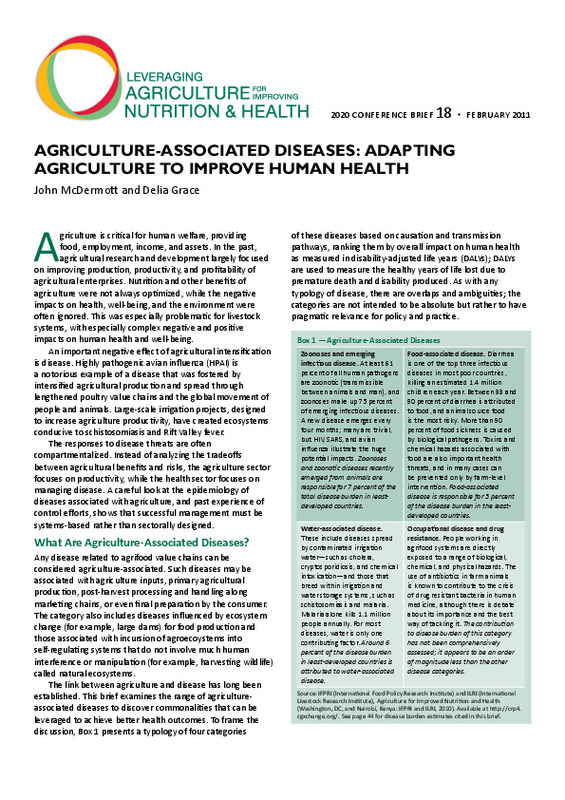 LEVERAGING
AGRICULTURE FOR IMPROVING
NUTRITION & HEALTH
2020 CONFERENCE BRIEF 18 • FEBRUARY 2011
AGRICULTURE-ASSOCIATED DISEASES: ADAPTING
AGRICULTURE TO IMPROVE HUMAN HEALTH
John McDermott and Delia Grace
Agriculture is critical for human welfare, providing
food, employment, income, and assets. In the past,
agricultural research and development largely focused
on improving production, productivity, and profitability of
agricultural enterprises. Nutrition and other benefits of
agriculture were not always optimized, while the negative
impacts on health, well-being, and the environment were
often ignored. This was especially problematic for livestock
systems, with especially complex negative and positive
impacts on human health and well-being.
An important negative effect of agricultural intensification
is disease. Highly pathogenic avian influenza (HPAI) is
a notorious example of a disease that was fostered by
intensified agricultural production and spread through
lengthened poultry value chains and the global movement of
people and animals. Large-scale irrigation projects, designed
to increase agriculture productivity, have created ecosystems
conducive to schistosomiasis and Rift Valley fever.
The responses to disease threats are often
compartmentalized. Instead of analyzing the tradeoffs
between agricultural benefits and risks, the agriculture sector
focuses on productivity, while the health sector focuses on
managing disease. A careful look at the epidemiology of
diseases associated with agriculture, and past experience of
control efforts, shows that successful management must be
systems-based rather than sectorally designed.
What Are Agriculture-Associated Diseases?
Any disease related to agrifood value chains can be
considered agriculture-associated. Such diseases may be
associated with agriculture inputs, primary agricultural
production, post-harvest processing and handling along
marketing chains, or even final preparation by the consumer.
The category also includes diseases influenced by ecosystem
change (for example, large dams) for food production and
those associated with incursion of agroecosystems into
self-regulating systems that do not involve much human
interference or manipulation (for example, harvesting wildlife)
called natural ecosystems.
The link between agriculture and disease has long been
established. This brief examines the range of agriculture-
associated diseases to discover commonalities that can be
leveraged to achieve better health outcomes. To frame the
discussion, Box 1 presents a typology of four categories
of these diseases based on causation and transmission
pathways, ranking them by overall impact on human health
as measured in disability-adjusted life years (DALYs); DALYs
are used to measure the healthy years of life lost due to
premature death and disability produced. As with any
typology of disease, there are overlaps and ambiguities; the
categories are not intended to be absolute but rather to have
pragmatic relevance for policy and practice.
Box 1 — Agriculture-Associated Diseases
Zoonoses and emerging
infectious disease. At least 61
percent of all human pathogens
are zoonotic (transmissible
between animals and man), and
zoonoses make up 75 percent
of emerging infectious diseases.
A new disease emerges every
four months; many are trivial,
but HIV, SARS, and avian
influenza illustrate the huge
potential impacts. Zoonoses
and zoonotic diseases recently
emerged from animals are
responsible for 7 percent of the
total disease burden in least-
developed countries.
Food-associated disease. Diarrhea
is one of the top three infectious
diseases in most poor countries,
killing an estimated 1.4 million
children each year. Between 33 and
90 percent of diarrhea is attributed
to food, and animal source food
is the most risky. More than 90
percent of food sickness is caused
by biological pathogens. Toxins and
chemical hazards associated with
food are also important health
threats, and in many cases can
be prevented only by farm-level
intervention. Food-associated
disease is responsible for 5 percent
of the disease burden in the least-
developed countries.
Water-associated disease.
These include diseases spread
by contaminated irrigation
water—such as cholera,
cryptosporidiosis, and chemical
intoxication—and those that
breed within irrigation and
water storage systems, such as
schistosomiasis and malaria.
Malaria alone kills 1.1 million
people annually. For most
diseases, water is only one
contributing factor. Around 6
percent of the disease burden
in least-developed countries is
attributed to water-associated
disease.
Occupational disease and drug
resistance. People working in
agrifood systems are directly
exposed to a range of biological,
chemical, and physical hazards. The
use of antibiotics in farm animals
is known to contribute to the crisis
of drug resistant bacteria in human
medicine, although there is debate
about its importance and the best
way of tackling it. The contribution
to disease burden of this category
has not been comprehensively
assessed; it appears to be an order
of magnitude less than the other
disease categories.
Source: IFPRI (International Food Policy Research Institute) and ILRI (International
Livestock Research Institute), Agriculture for Improved Nutrition and Health
(Washington, DC, and Nairobi, Kenya: IFPRI and ILRI, 2010). Available at http://crp4.
cgxchange.org/. See page 44 for disease burden estimates cited in this brief.